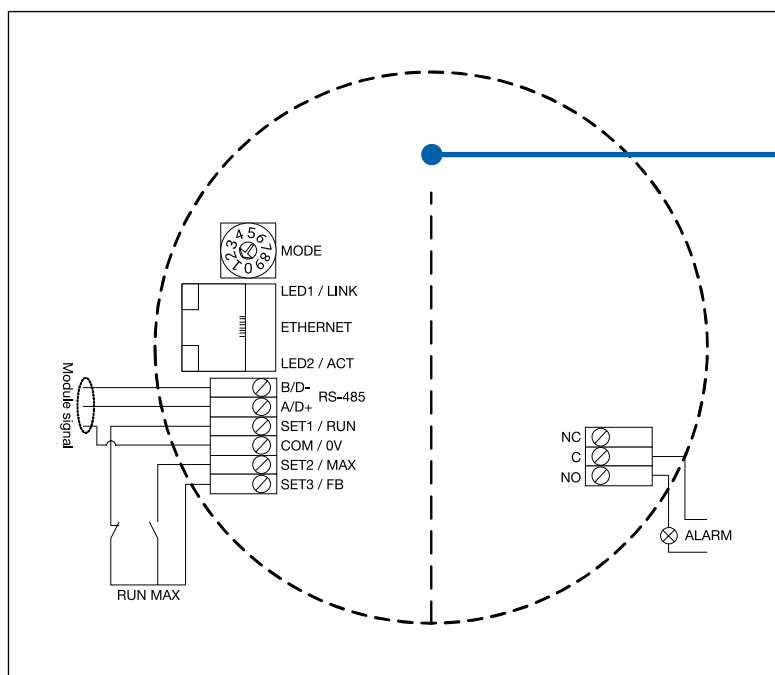 0 1 2 3 4 5 6 7 8 9
MODE
LED1 / LINK
ETHERNET
LED2 / ACT
Module signal
B/D-
RS-485
A/D+
SET1 / RUN
COM / 0V
SET2 / MAX
SET3 / FB
RUN MAX
NC
C
NO
ALARM